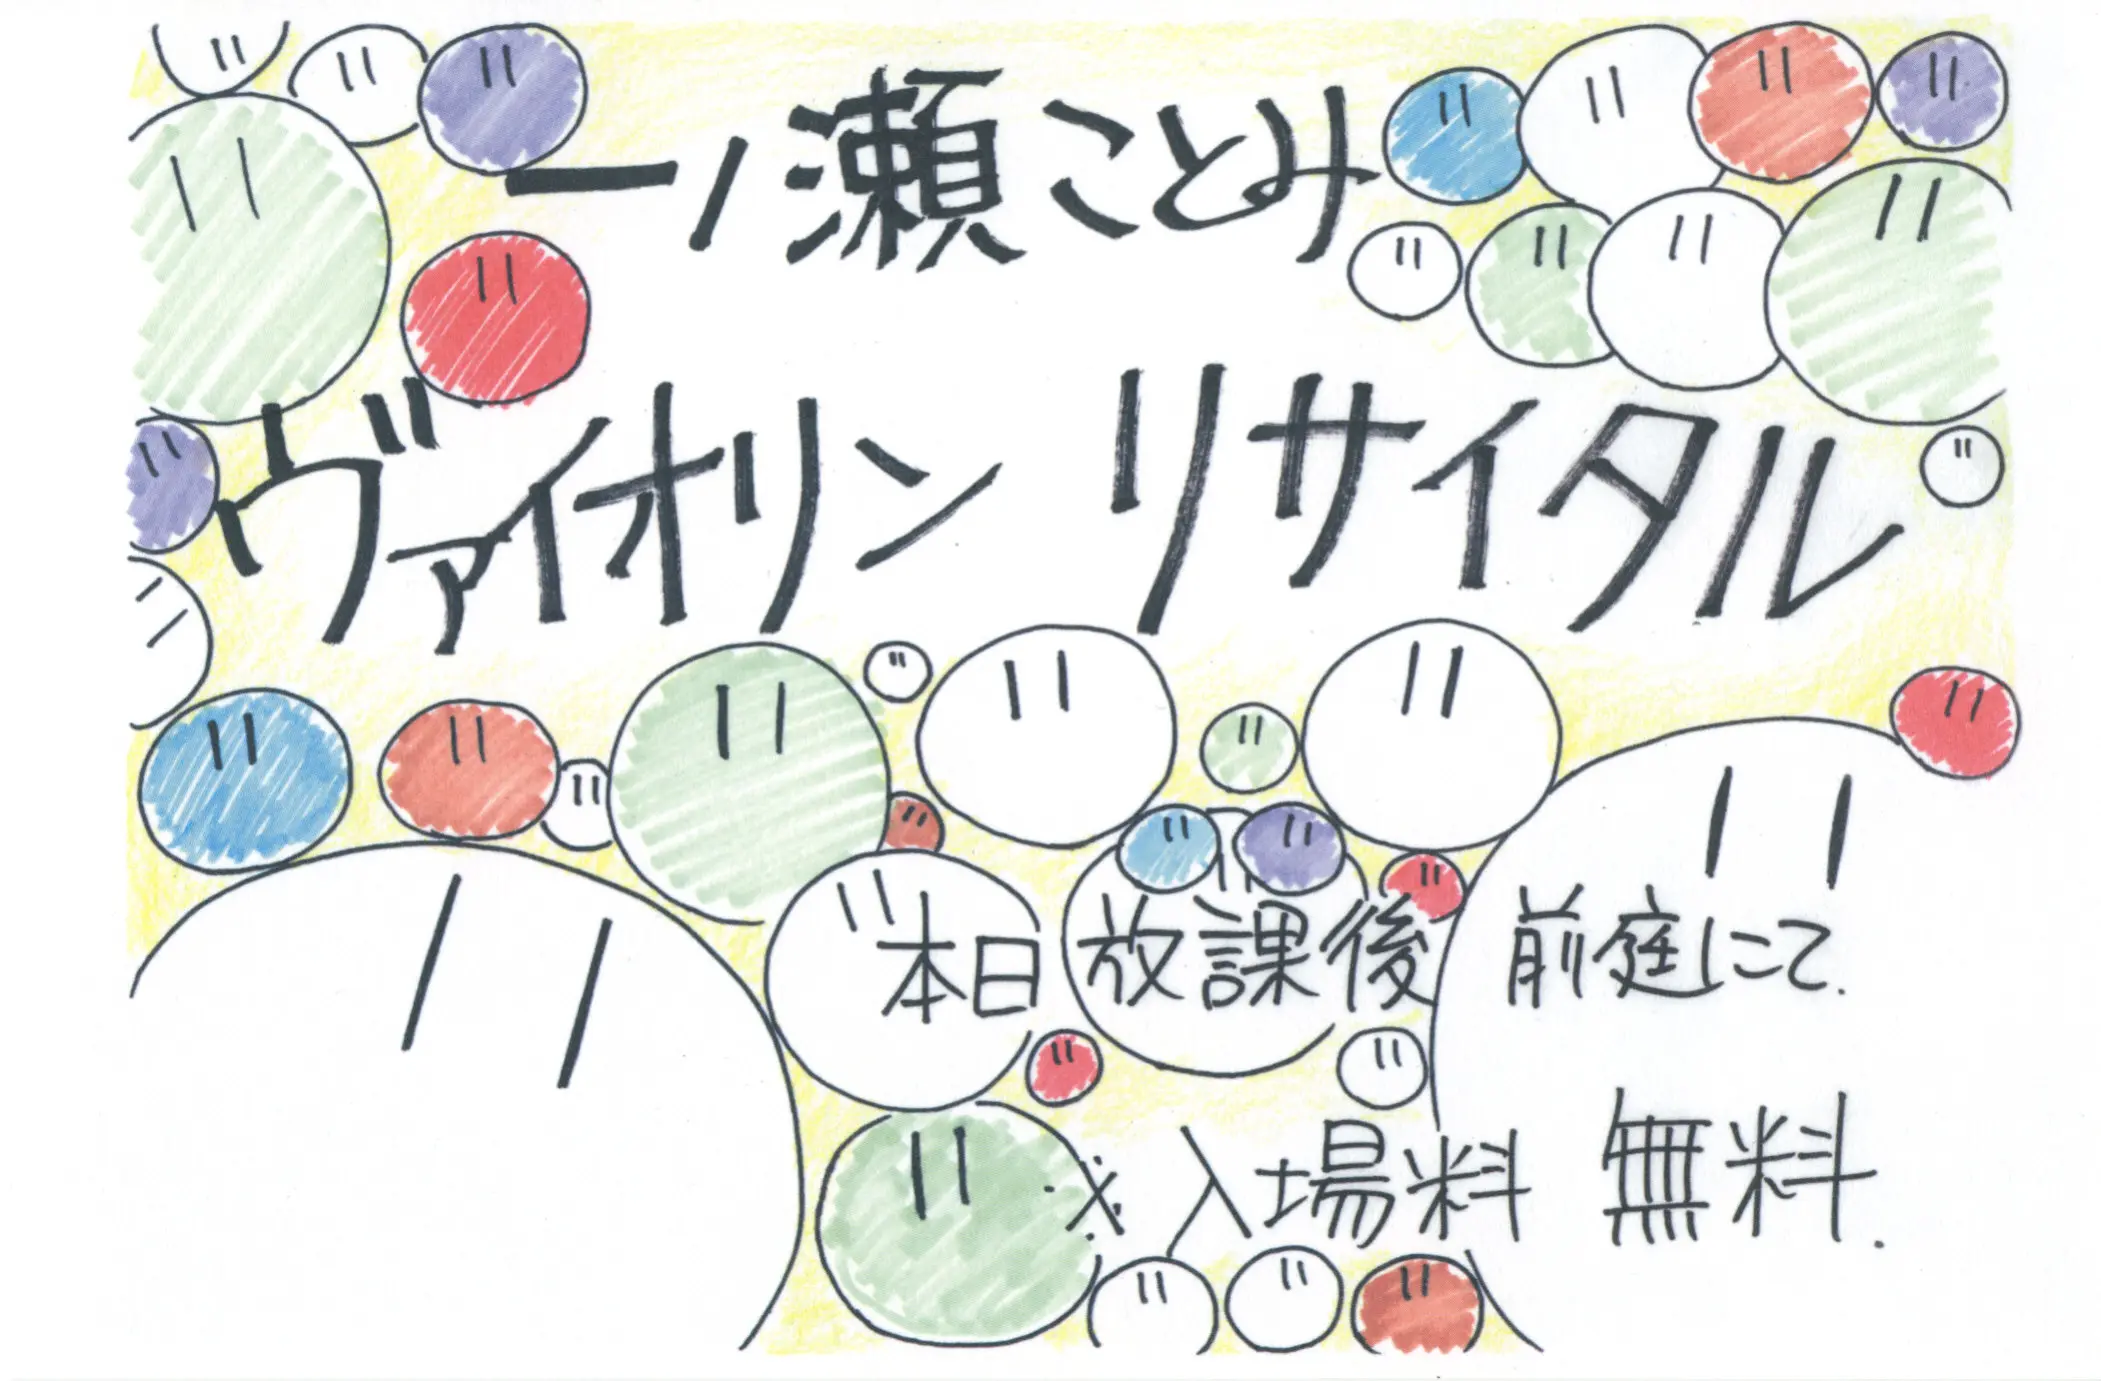 一ノ瀬ことみ
ヴァイオリン リサイタル
本日 放課後 前庭にて.
※入場料 無料.